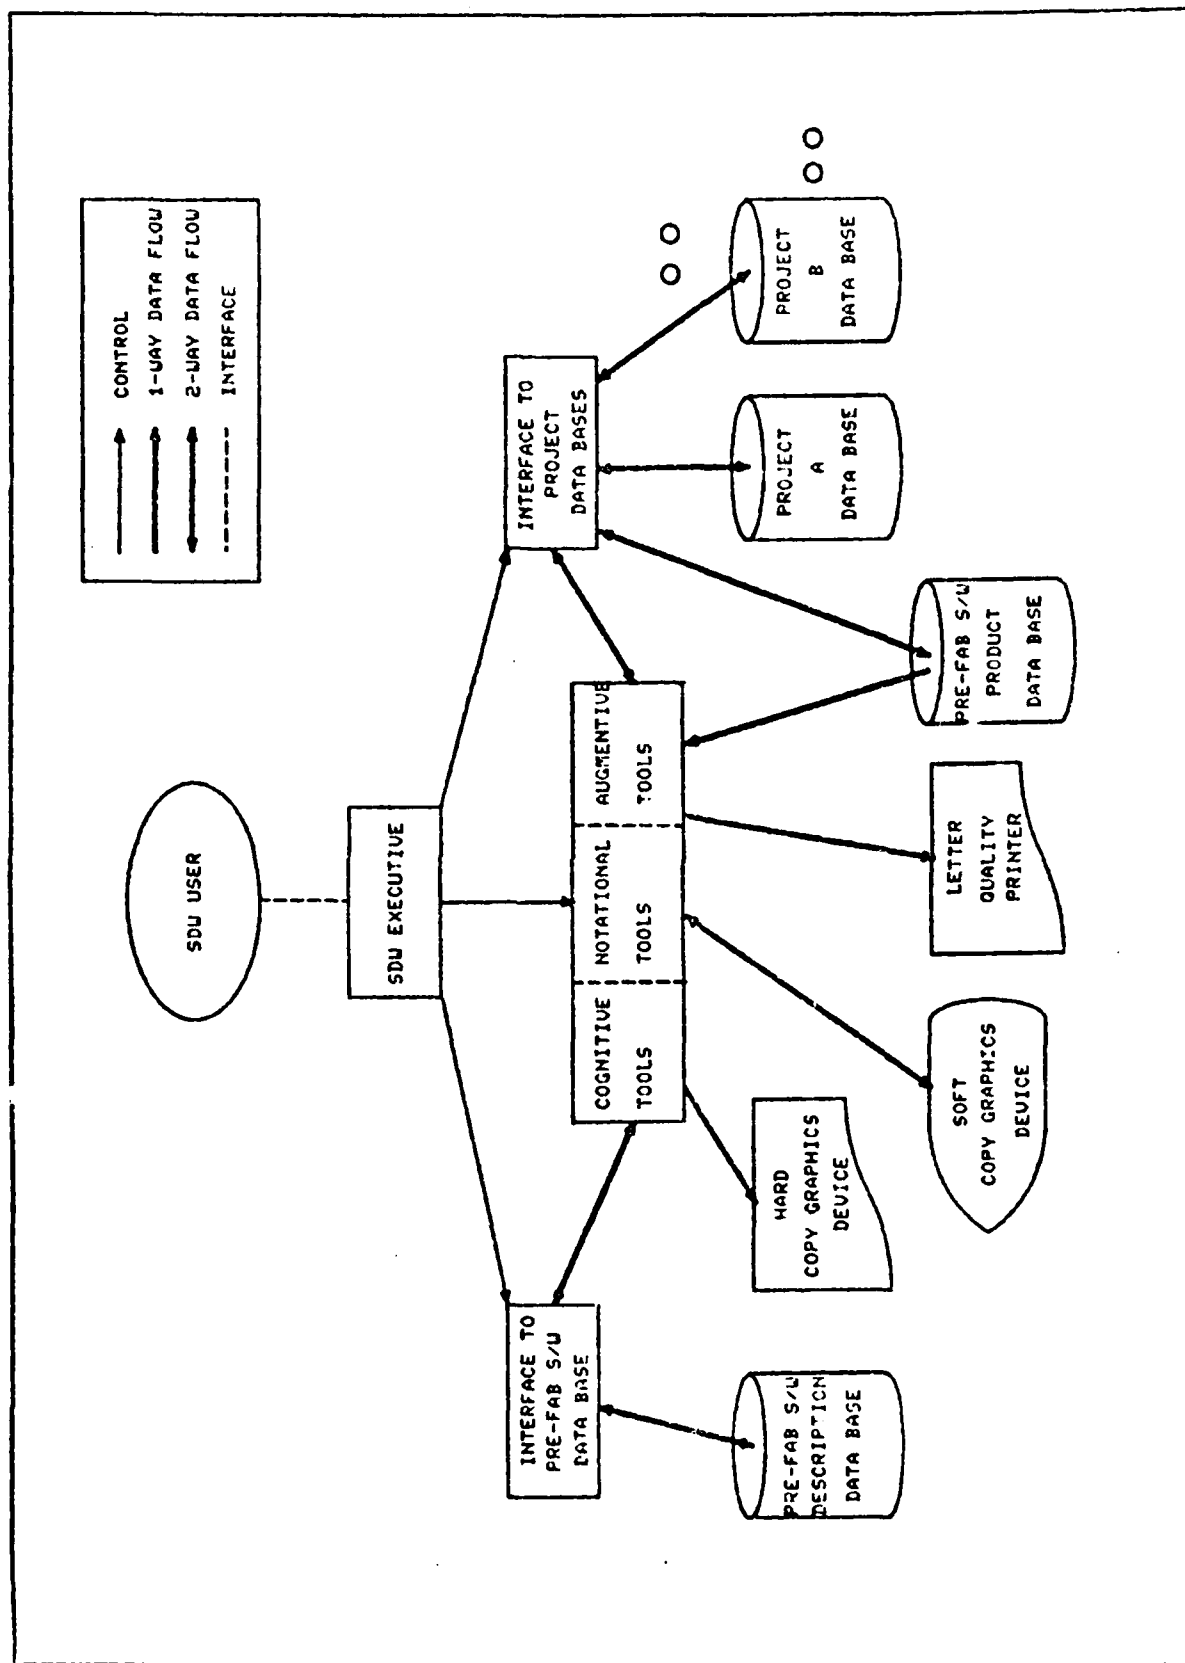 CONTROL
1-WAY DATA FLOW
2-WAY DATA FLOW
INTERFACE
SDW USER
SDW EXECUTIVE
INTERFACE TO
PRE-FAB S/W
DATA BASE
COGNITIVE
TOOLS
NOTATIONAL
TOOLS
AUGMENTIVE
TOOLS
INTERFACE TO
PROJECT
DATA BASES
PRE-FAB S/W
DESCRIPTION
DATA BASE
HARD
COPY GRAPHICS
DEVICE
SOFT
COPY GRAPHICS
DEVICE
LETTER
QUALITY
PRINTER
PRE-FAB S/W
PRODUCT
DATA BASE
PROJECT
A
DATA BASE
PROJECT
B
DATA BASE